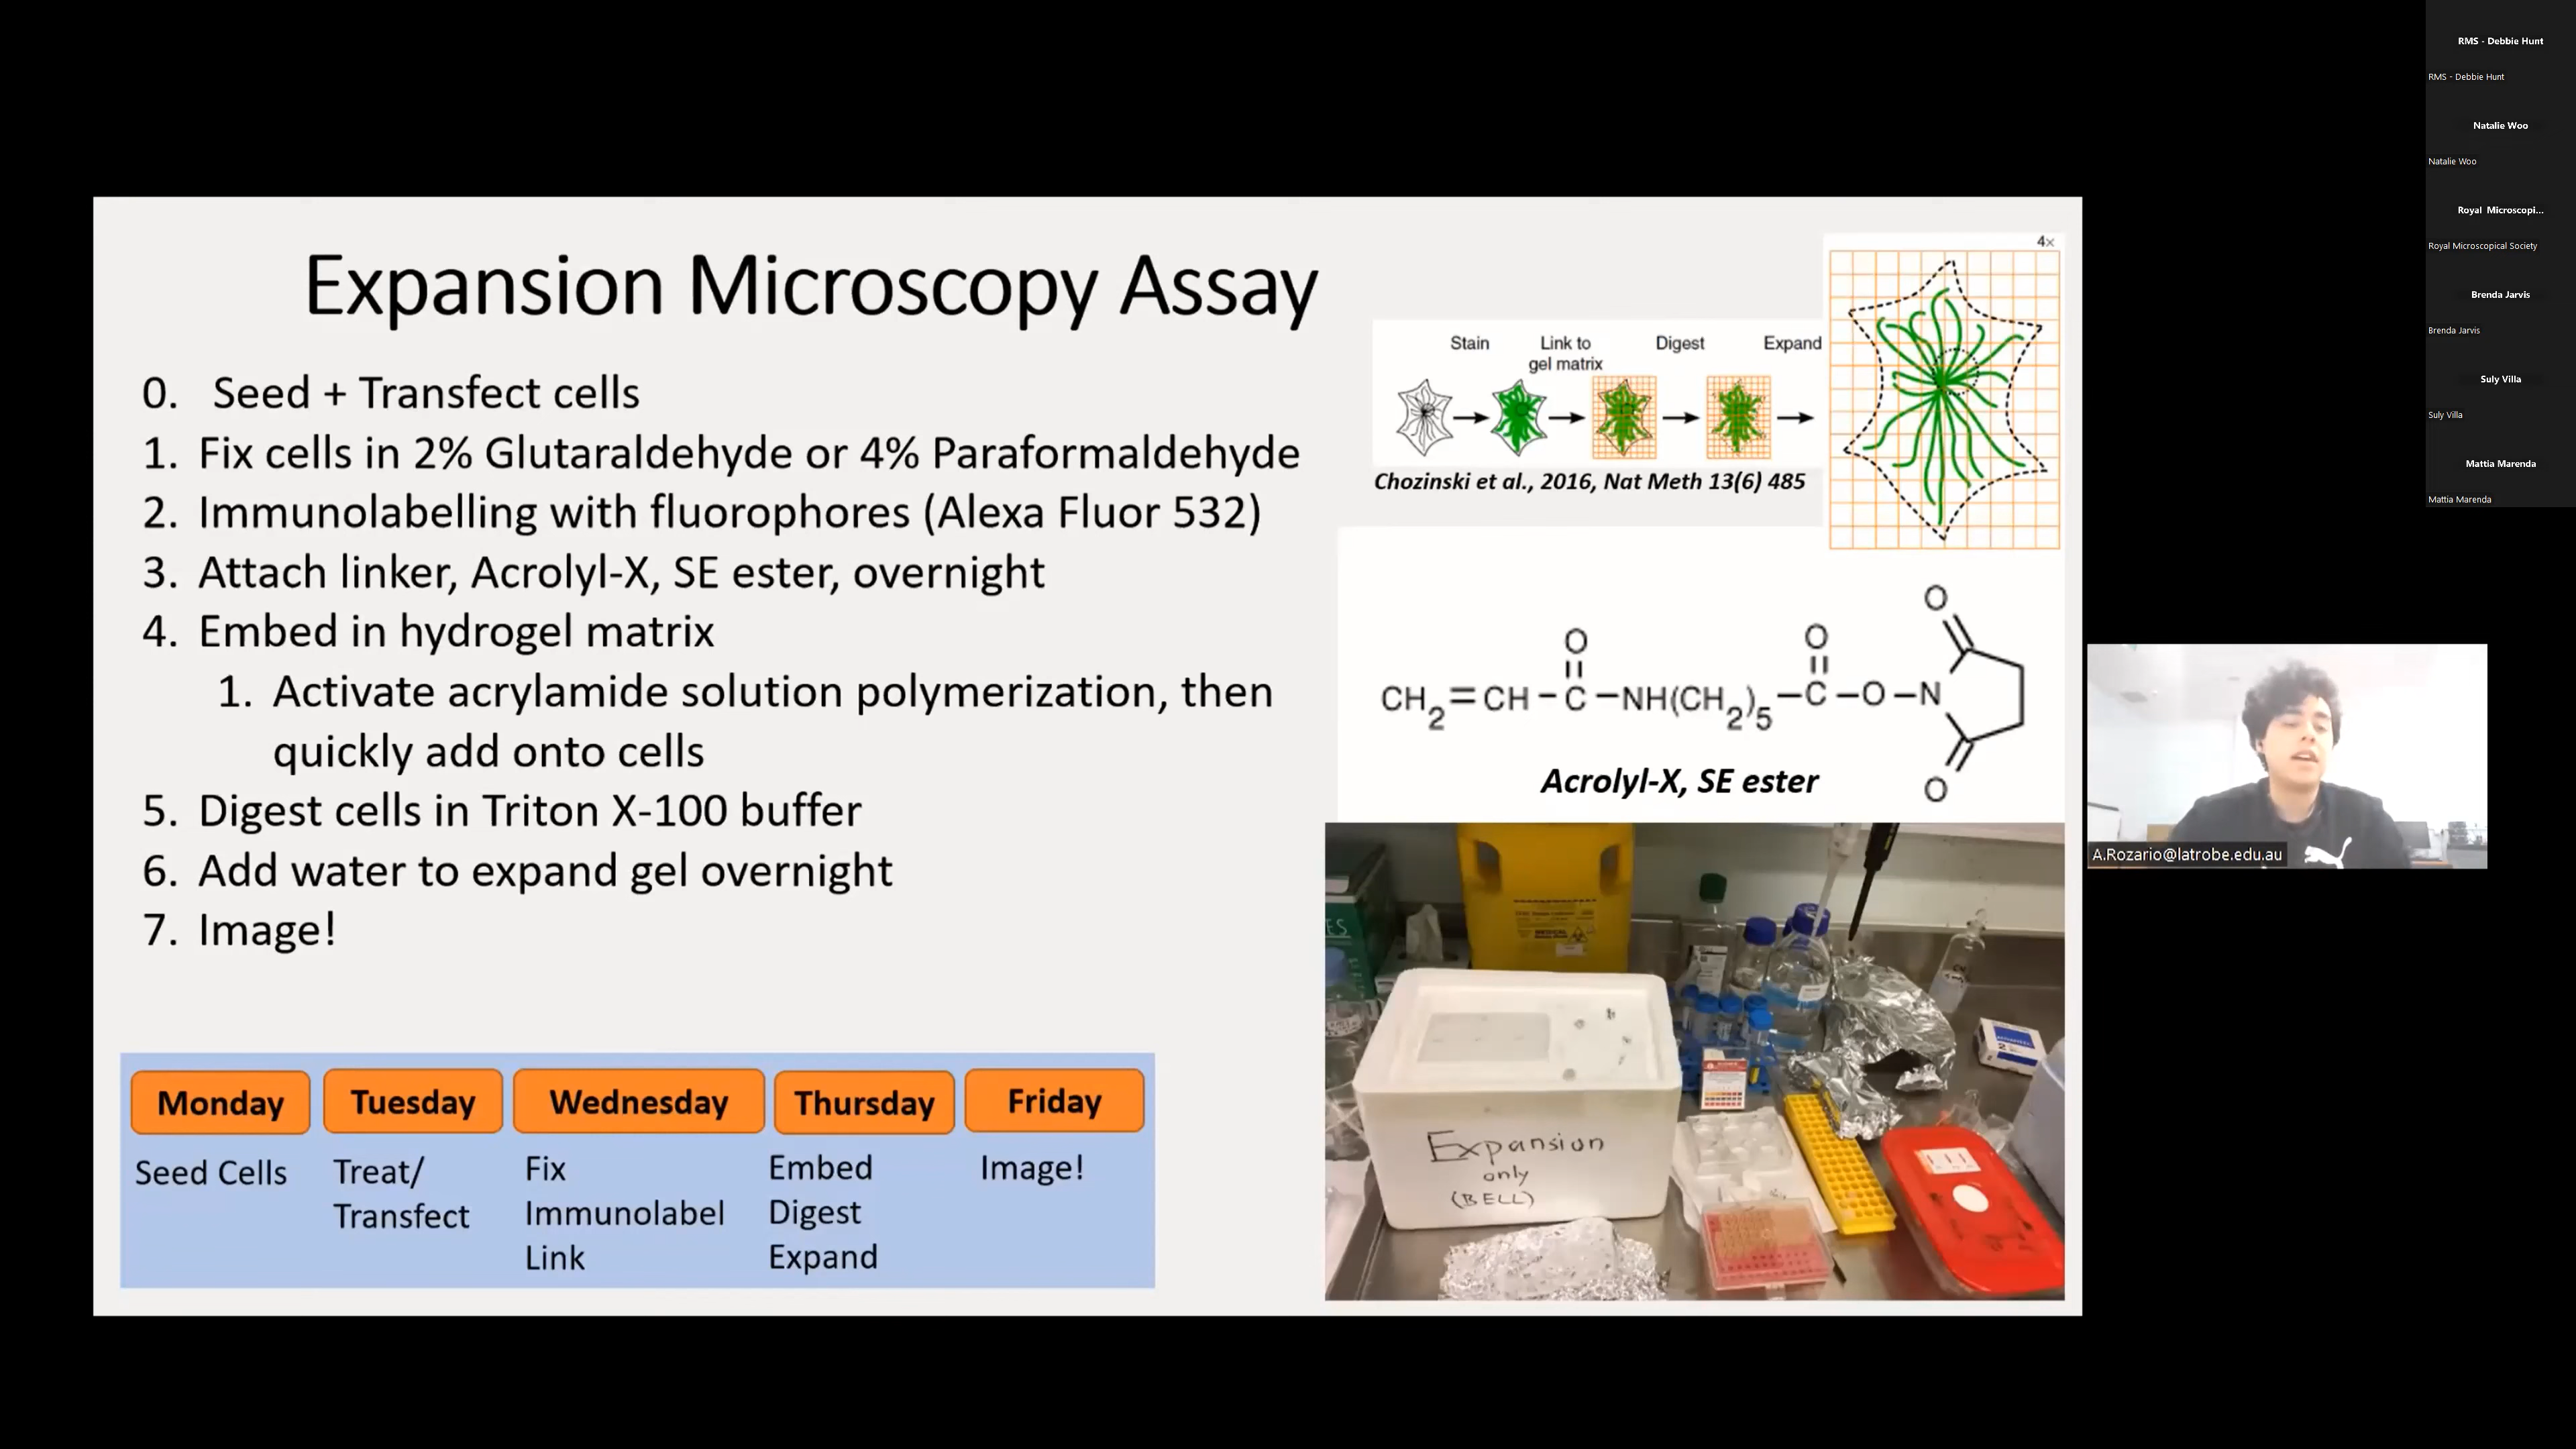 Expansion Microscopy Assay
0. Seed + Transfect cells
1. Fix cells in 2% Glutaraldehyde or 4% Paraformaldehyde
2. Immunolabelling with fluorophores (Alexa Fluor 532)
3. Attach linker, Acrolyl-X, SE ester, overnight
4. Embed in hydrogel matrix
1. Activate acrylamide solution polymerization, then
quickly add onto cells
5. Digest cells in Triton X-100 buffer
6. Add water to expand gel overnight
7. Image!
Monday Tuesday Wednesday Thursday Friday
Seed Cells
Treat/
Transfect
Fix
Immunolabel
Link
Embed
Digest
Expand
Image!
4x
Stain
Link to
gel matrix
Digest
Expand
Chozinski et al., 2016, Nat Meth 13(6) 485
O O O
CH2=CH–C–NH(CH2)5–C–O–N
O
Acrolyl-X, SE ester
ES
MEDICAL
Expansion
only
(BELL)
A.Rozario@latrobe.edu.au
RMS - Debbie Hunt
RMS - Debbie Hunt
Natalie Woo
Natalie Woo
Royal Microscopi...
Royal Microscopical Society
Brenda Jarvis
Brenda Jarvis
Suly Villa
Suly Villa
Mattia Marenda
Mattia Marenda